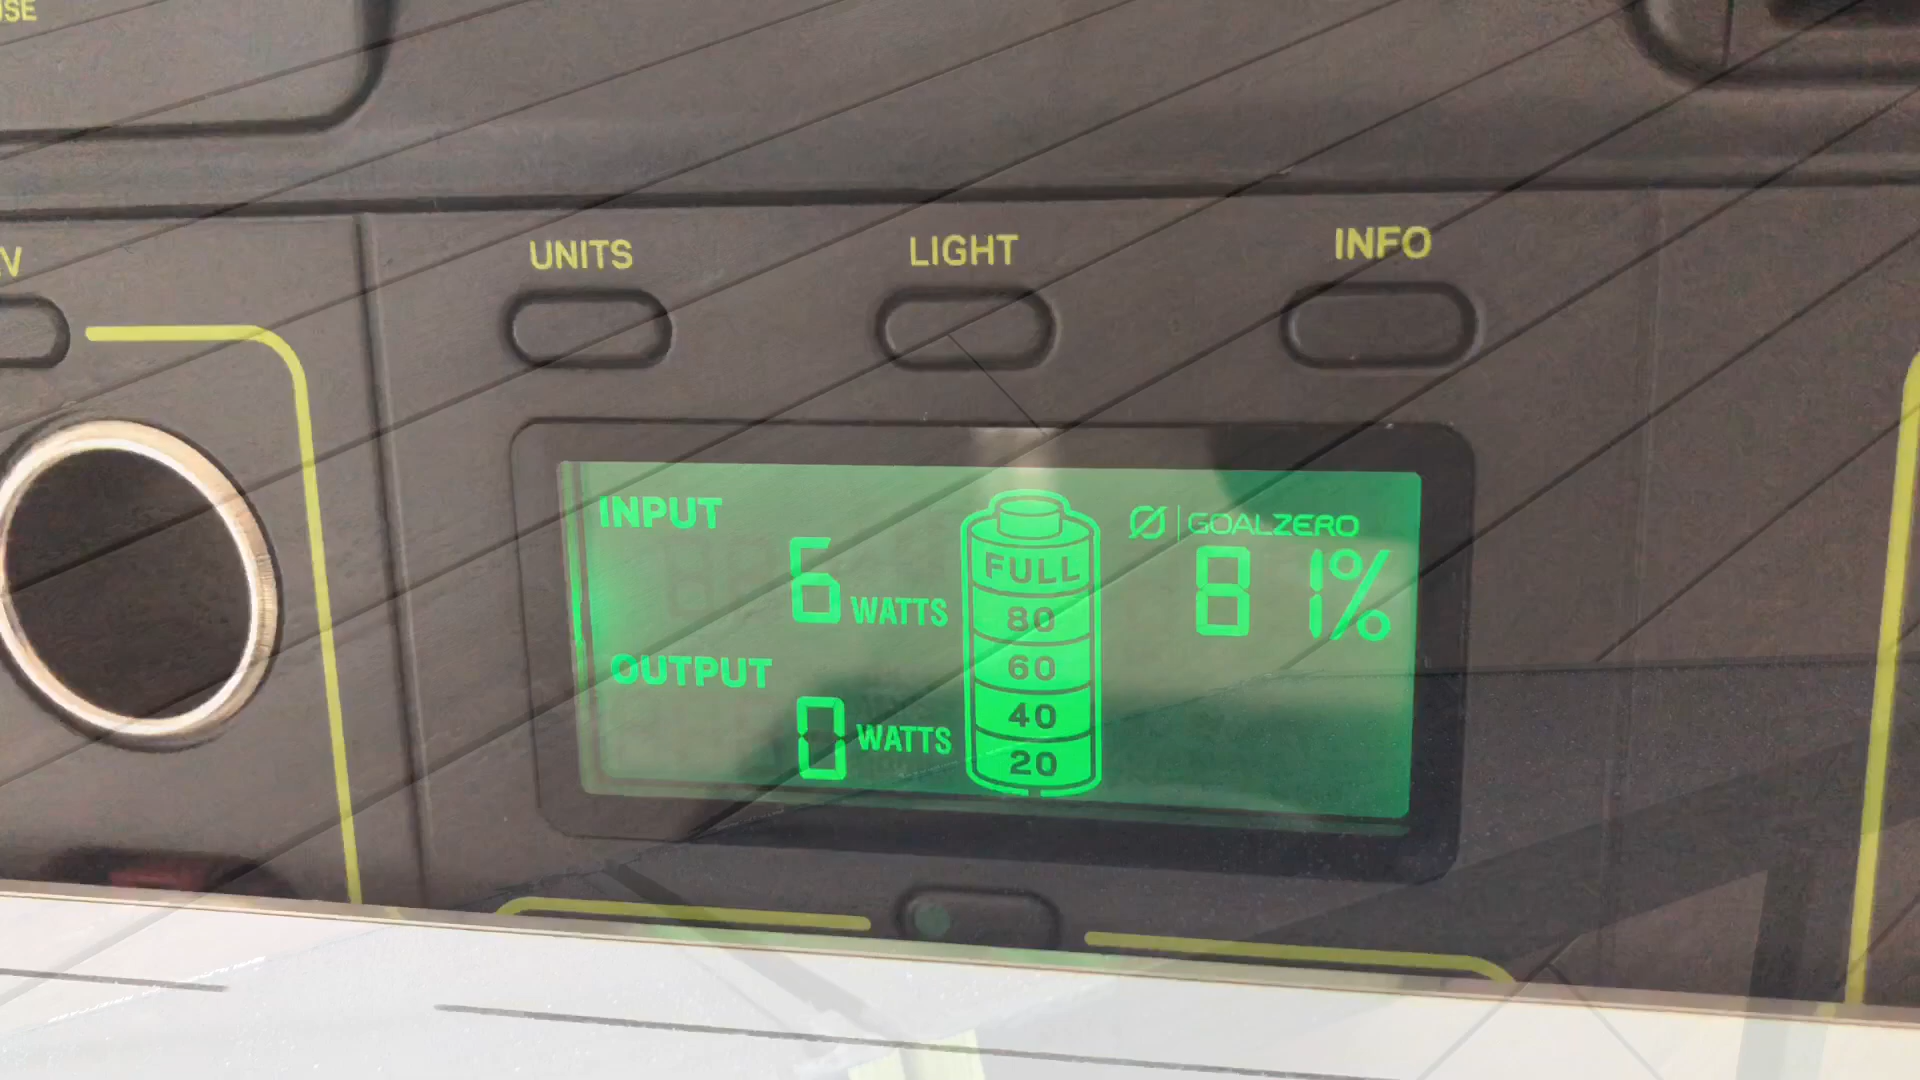 UNITS
LIGHT
INFO
INPUT
6 WATTS
OUTPUT
0 WATTS
FULL
80
60
40
20
GOALZERO
81%